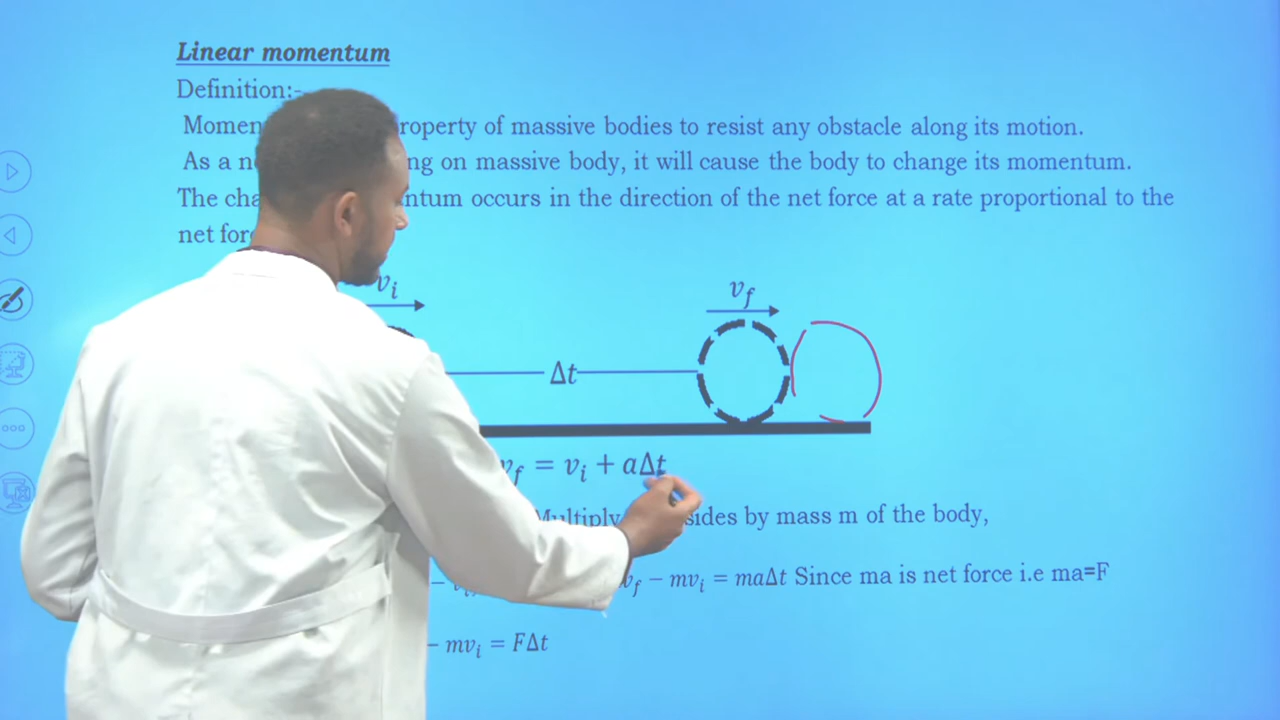 Linear momentum
Definition:-
Momen roperty of massive bodies to resist any obstacle along its motion.
As a n ng on massive body, it will cause the body to change its momentum.
The cha ntum occurs in the direction of the net force at a rate proportional to the
net for
vᵢ
v_f
Δt
v_f = vᵢ + aΔt
Multiply sides by mass m of the body,
v_f − mvᵢ = maΔt Since ma is net force i.e ma=F
− mvᵢ = FΔt